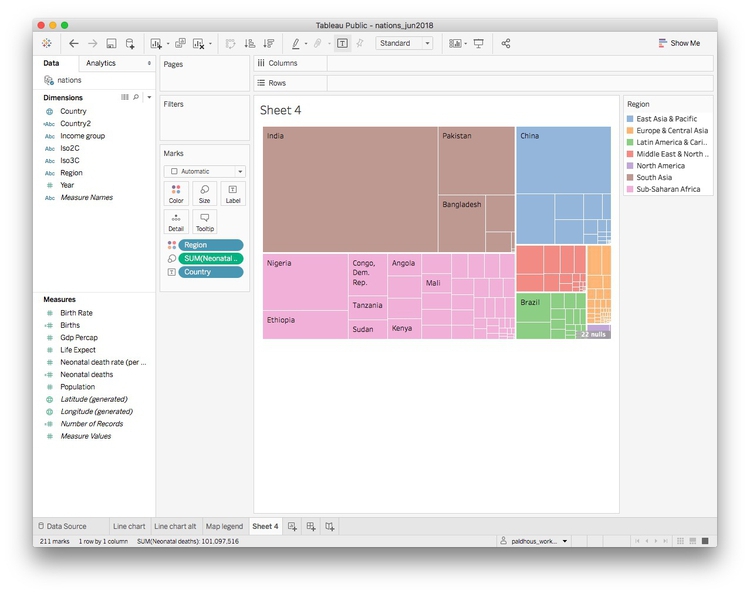 Tableau Public - nations_jun2018
Standard
Show Me
Data
Analytics
nations
Dimensions
Country
Abc Country2
Abc Income group
Abc Iso2C
Abc Iso3C
Abc Region
Year
Abc Measure Names
Measures
Birth Rate
Births
Gdp Percap
Life Expect
Neonatal death rate (per ...
Neonatal deaths
Population
Latitude (generated)
Longitude (generated)
Number of Records
Measure Values
Pages
Filters
Marks
Automatic
Color
Size
Label
Detail
Tooltip
Region
SUM(Neonatal ..
Country
Columns
Rows
Sheet 4
India
Pakistan
China
Bangladesh
Nigeria
Congo,
Dem.
Rep.
Angola
Mali
Tanzania
Ethiopia
Sudan
Kenya
Brazil
22 nulls
Region
East Asia & Pacific
Europe & Central Asia
Latin America & Cari..
Middle East & North ..
North America
South Asia
Sub-Saharan Africa
Data Source
Line chart
Line chart alt
Map legend
Sheet 4
211 marks
1 row by 1 column
SUM(Neonatal deaths): 101,097,516
paldhous_work...